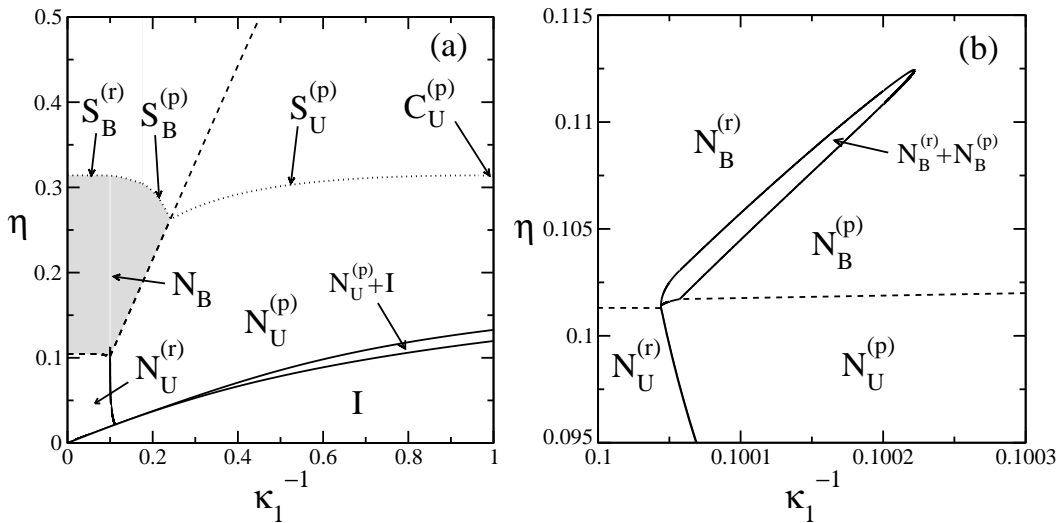 (a)
0.5
0.4
0.3
0.2
0.1
0
η
S_B^(r)
S_B^(p)
S_U^(p)
C_U^(p)
N_B
N_U^(p)+I
N_U^(p)
N_U^(r)
I
0 0.2 0.4 0.6 0.8 1
κ_1^−1
(b)
0.115
0.11
0.105
0.1
0.095
η
N_B^(r)
N_B^(r)+N_B^(p)
N_B^(p)
N_U^(r)
N_U^(p)
0.1 0.1001 0.1002 0.1003
κ_1^−1